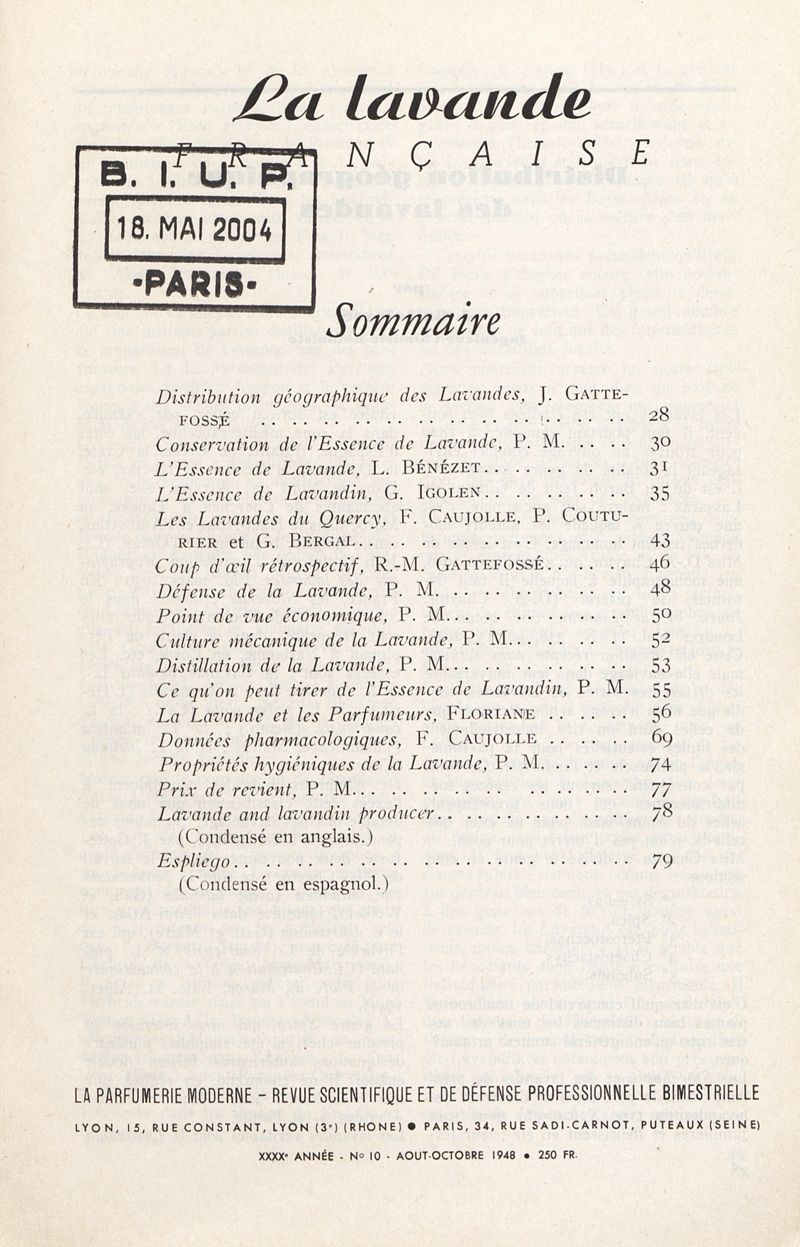 La lavande
FRANÇAISE
B. I. U. P.
18. MAI 2004
•PARIS•
Sommaire
Distribution géographique des Lavandes, J. GATTE-
FOSSÉ .. .. .. .. .. .. .. .. .. .. .. .. .. .. 28
Conservation de l'Essence de Lavande, P. M. .. .. 30
L'Essence de Lavande, L. BÉNÉZET.. .. .. .. .. .. 31
L'Essence de Lavandin, G. IGOLEN.. .. .. .. .. .. 35
Les Lavandes du Quercy, F. CAUJOLLE, P. COUTU-
RIER et G. BERGAL.. .. .. .. .. .. .. .. .. .. .. 43
Coup d'œil rétrospectif, R.-M. GATTEFOSSÉ.. .. .. 46
Défense de la Lavande, P. M. .. .. .. .. .. .. .. 48
Point de vue économique, P. M... .. .. .. .. .. .. 50
Culture mécanique de la Lavande, P. M... .. .. .. 52
Distillation de la Lavande, P. M... .. .. .. .. .. .. 53
Ce qu'on peut tirer de l'Essence de Lavandin, P. M. 55
La Lavande et les Parfumeurs, FLORIANE .. .. .. 56
Données pharmacologiques, F. CAUJOLLE .. .. .. 69
Propriétés hygiéniques de la Lavande, P. M. .. .. .. 74
Prix de revient, P. M... .. .. .. .. .. .. .. .. .. .. 77
Lavande and lavandin producer.. .. .. .. .. .. .. .. 78
(Condensé en anglais.)
Espliego.. .. .. .. .. .. .. .. .. .. .. .. .. .. .. .. 79
(Condensé en espagnol.)
LA PARFUMERIE MODERNE – REVUE SCIENTIFIQUE ET DE DÉFENSE PROFESSIONNELLE BIMESTRIELLE
LYON, 15, RUE CONSTANT, LYON (3e) (RHONE) ● PARIS, 34, RUE SADI-CARNOT, PUTEAUX (SEINE)
XXXXe ANNÉE - No 10 - AOUT-OCTOBRE 1948 • 250 FR.